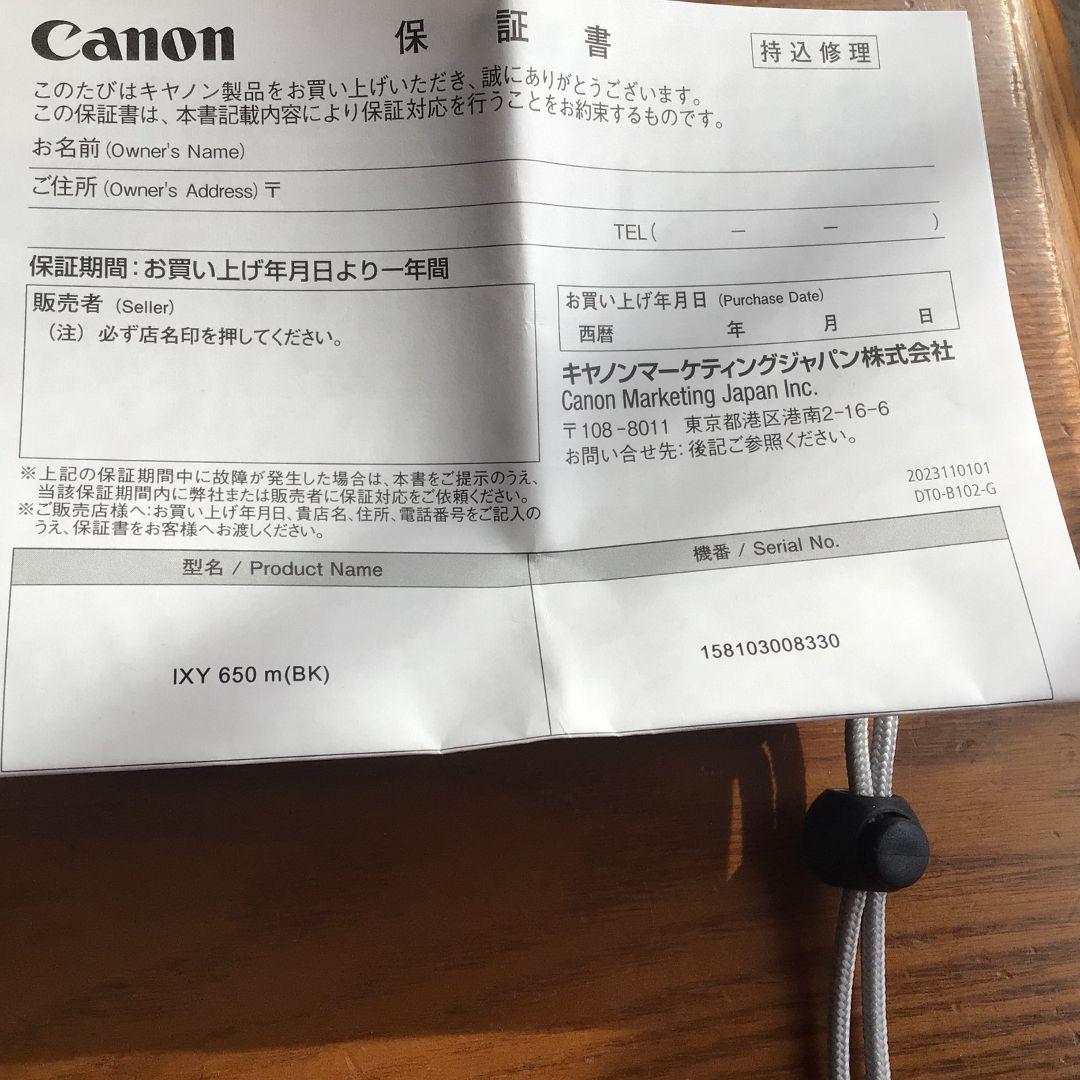 Canon 保証書 持込修理
このたびはキヤノン製品をお買い上げいただき、誠にありがとうございます。
この保証書は、本書記載内容により保証対応を行うことをお約束するものです。
お名前 (Owner's Name)
ご住所 (Owner's Address) 〒
TEL( － － )
保証期間：お買い上げ年月日より一年間
販売者 (Seller)
（注）必ず店名印を押してください。
お買い上げ年月日 (Purchase Date)
西暦 年 月 日
キヤノンマーケティングジャパン株式会社
Canon Marketing Japan Inc.
〒108-8011 東京都港区港南2-16-6
お問い合せ先：後記ご参照ください。
※上記の保証期間中に故障が発生した場合は、本書をご提示のうえ、
当該保証期間内に弊社または販売者に保証対応をご依頼ください。
※ご販売店様へ：お買い上げ年月日、貴店名、住所、電話番号をご記入の
うえ、保証書をお客様へお渡しください。
2023110101
DT0-B102-G
型名 / Product Name
機番 / Serial No.
IXY 650 m(BK)
158103008330